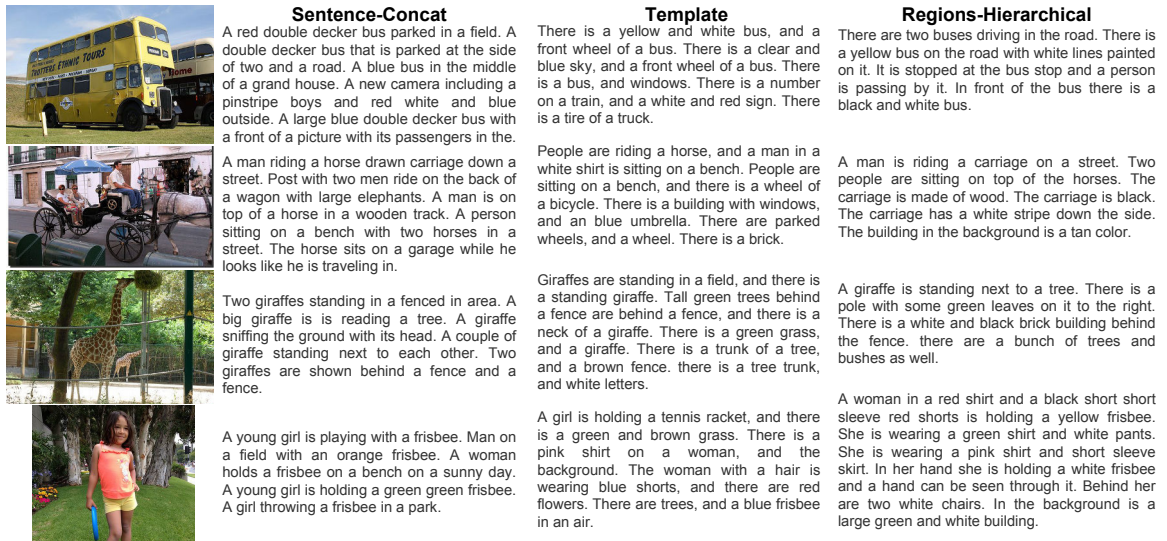 Sentence-Concat
A red double decker bus parked in a field. A
double decker bus that is parked at the side
of two and a road. A blue bus in the middle
of a grand house. A new camera including a
pinstripe boys and red white and blue
outside. A large blue double decker bus with
a front of a picture with its passengers in the.
A man riding a horse drawn carriage down a
street. Post with two men ride on the back of
a wagon with large elephants. A man is on
top of a horse in a wooden track. A person
sitting on a bench with two horses in a
street. The horse sits on a garage while he
looks like he is traveling in.
Two giraffes standing in a fenced in area. A
big giraffe is is reading a tree. A giraffe
sniffing the ground with its head. A couple of
giraffe standing next to each other. Two
giraffes are shown behind a fence and a
fence.
A young girl is playing with a frisbee. Man on
a field with an orange frisbee. A woman
holds a frisbee on a bench on a sunny day.
A young girl is holding a green green frisbee.
A girl throwing a frisbee in a park.
Template
There is a yellow and white bus, and a
front wheel of a bus. There is a clear and
blue sky, and a front wheel of a bus. There
is a bus, and windows. There is a number
on a train, and a white and red sign. There
is a tire of a truck.
People are riding a horse, and a man in a
white shirt is sitting on a bench. People are
sitting on a bench, and there is a wheel of
a bicycle. There is a building with windows,
and an blue umbrella. There are parked
wheels, and a wheel. There is a brick.
Giraffes are standing in a field, and there is
a standing giraffe. Tall green trees behind
a fence are behind a fence, and there is a
neck of a giraffe. There is a green grass,
and a giraffe. There is a trunk of a tree,
and a brown fence. there is a tree trunk,
and white letters.
A girl is holding a tennis racket, and there
is a green and brown grass. There is a
pink shirt on a woman, and the
background. The woman with a hair is
wearing blue shorts, and there are red
flowers. There are trees, and a blue frisbee
in an air.
Regions-Hierarchical
There are two buses driving in the road. There is
a yellow bus on the road with white lines painted
on it. It is stopped at the bus stop and a person
is passing by it. In front of the bus there is a
black and white bus.
A man is riding a carriage on a street. Two
people are sitting on top of the horses. The
carriage is made of wood. The carriage is black.
The carriage has a white stripe down the side.
The building in the background is a tan color.
A giraffe is standing next to a tree. There is a
pole with some green leaves on it to the right.
There is a white and black brick building behind
the fence. there are a bunch of trees and
bushes as well.
A woman in a red shirt and a black short short
sleeve red shorts is holding a yellow frisbee.
She is wearing a green shirt and white pants.
She is wearing a pink shirt and short sleeve
skirt. In her hand she is holding a white frisbee
and a hand can be seen through it. Behind her
are two white chairs. In the background is a
large green and white building.
TROTTERS ETHNIC TOURS
Home